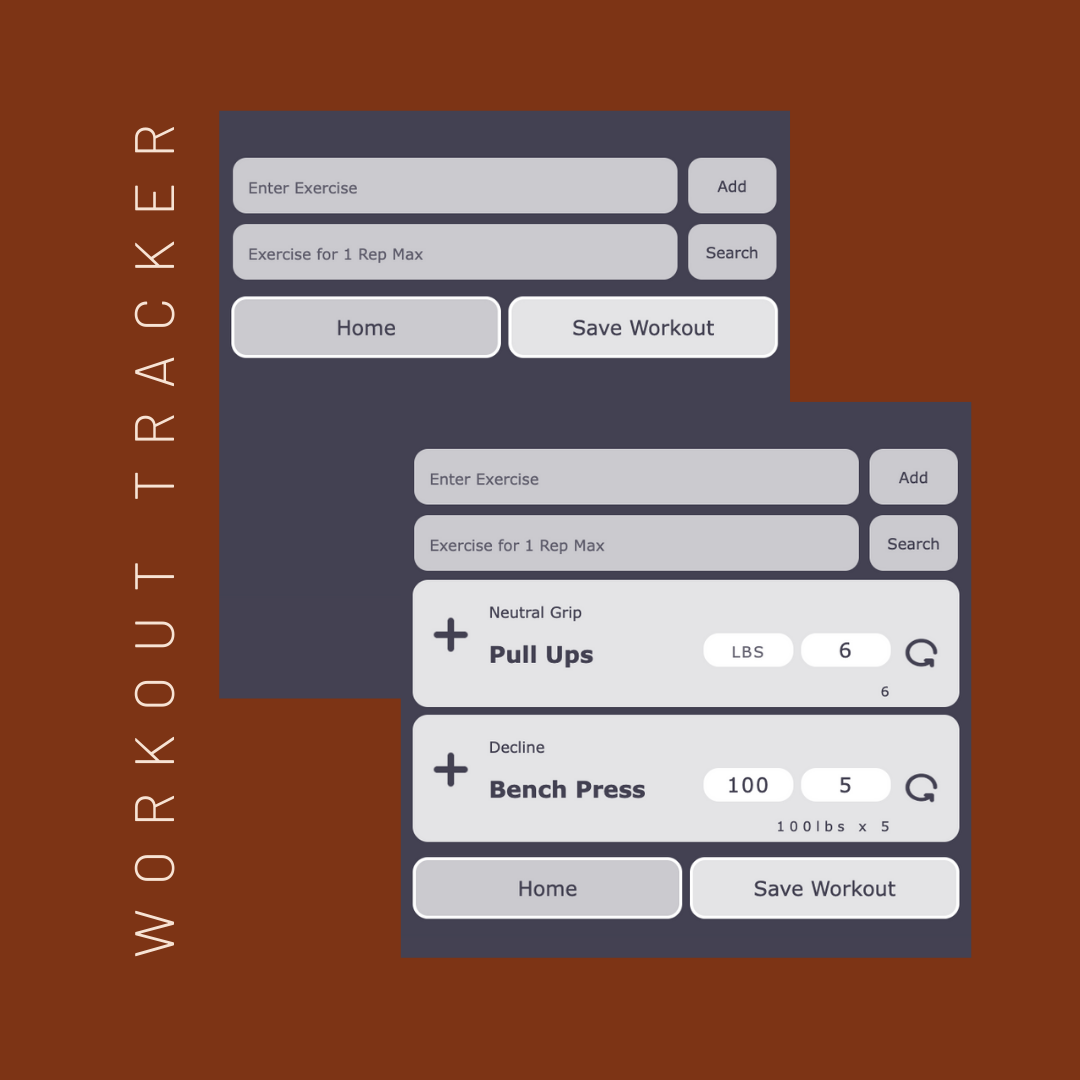 WORKOUT TRACKER
Enter Exercise
Add
Exercise for 1 Rep Max
Search
Home
Save Workout
Enter Exercise
Add
Exercise for 1 Rep Max
Search
Neutral Grip
Pull Ups
LBS
6
6
Decline
Bench Press
100
5
100lbs x 5
Home
Save Workout